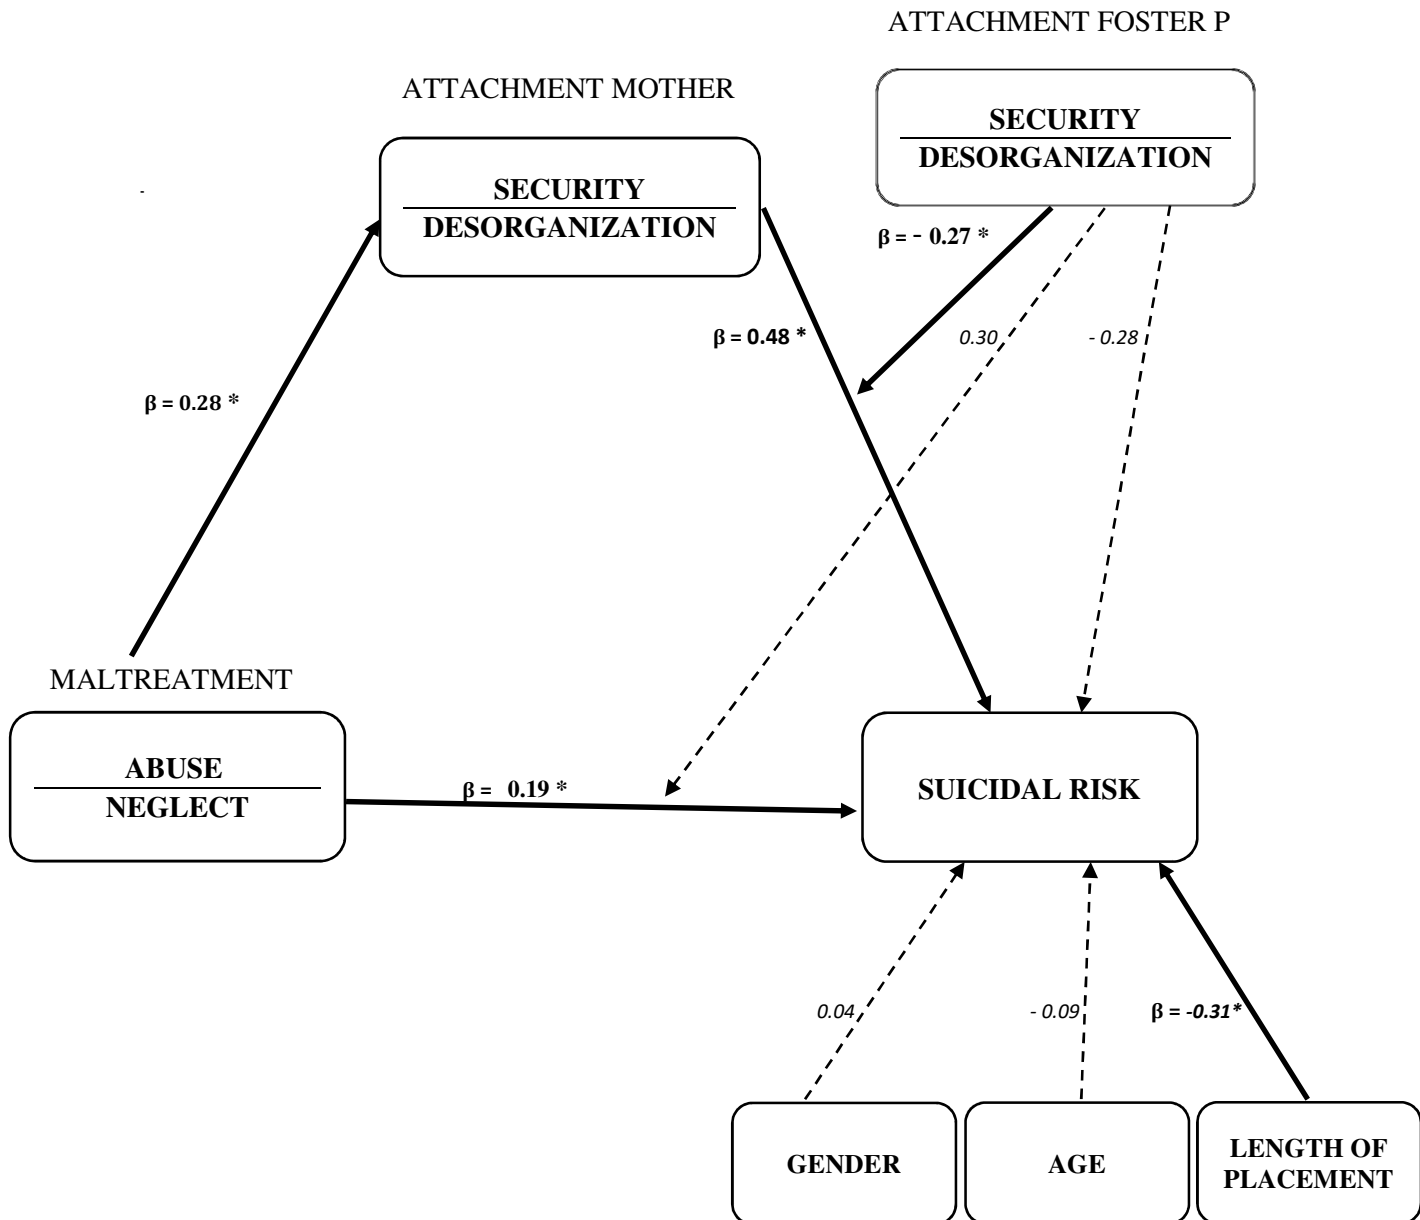 ATTACHMENT FOSTER P
SECURITY
DESORGANIZATION
ATTACHMENT MOTHER
SECURITY
DESORGANIZATION
-
β = - 0.27 *
β = 0.48 *
0.30
- 0.28
β = 0.28 *
MALTREATMENT
ABUSE
NEGLECT
β = 0.19 *
SUICIDAL RISK
0.04
- 0.09
β = -0.31*
GENDER
AGE
LENGTH OF
PLACEMENT